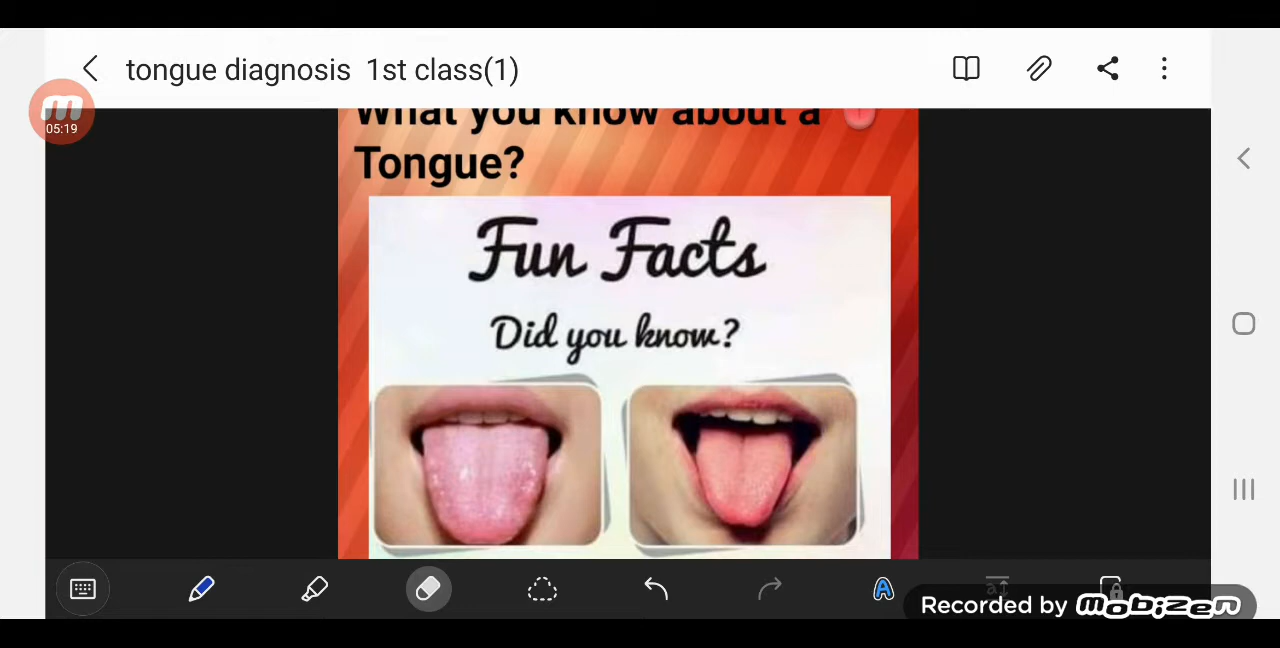 tongue diagnosis 1st class(1)
05:19
What you know about a
Tongue?
Fun Facts
Did you know?
Recorded by mobizen